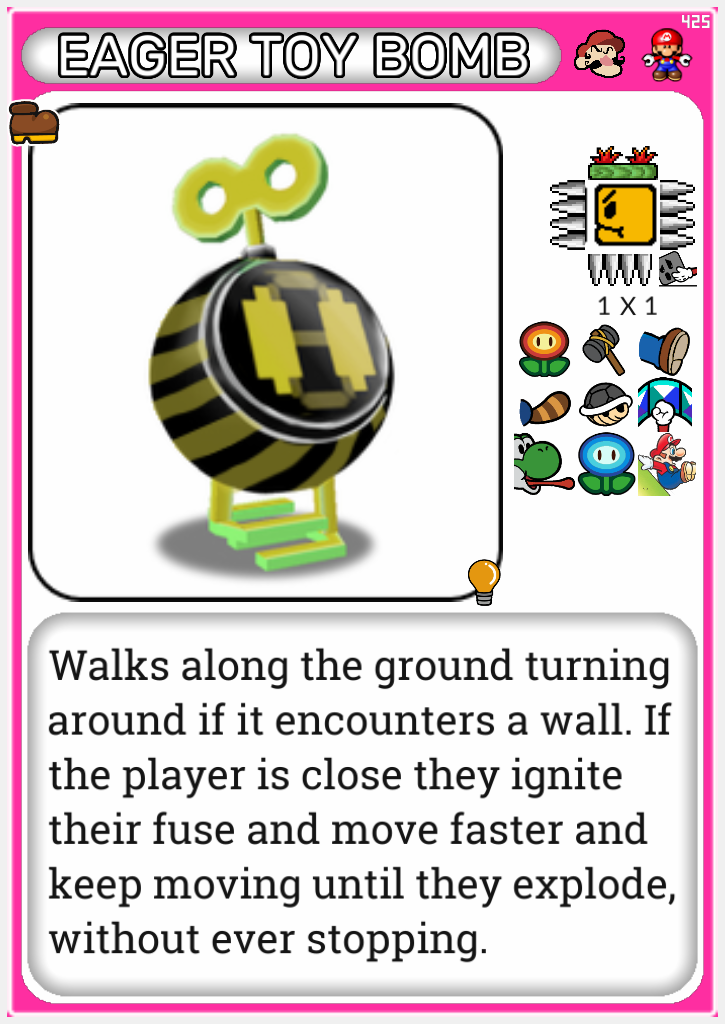 425
EAGER TOY BOMB
1 X 1
Walks along the ground turning
around if it encounters a wall. If
the player is close they ignite
their fuse and move faster and
keep moving until they explode,
without ever stopping.